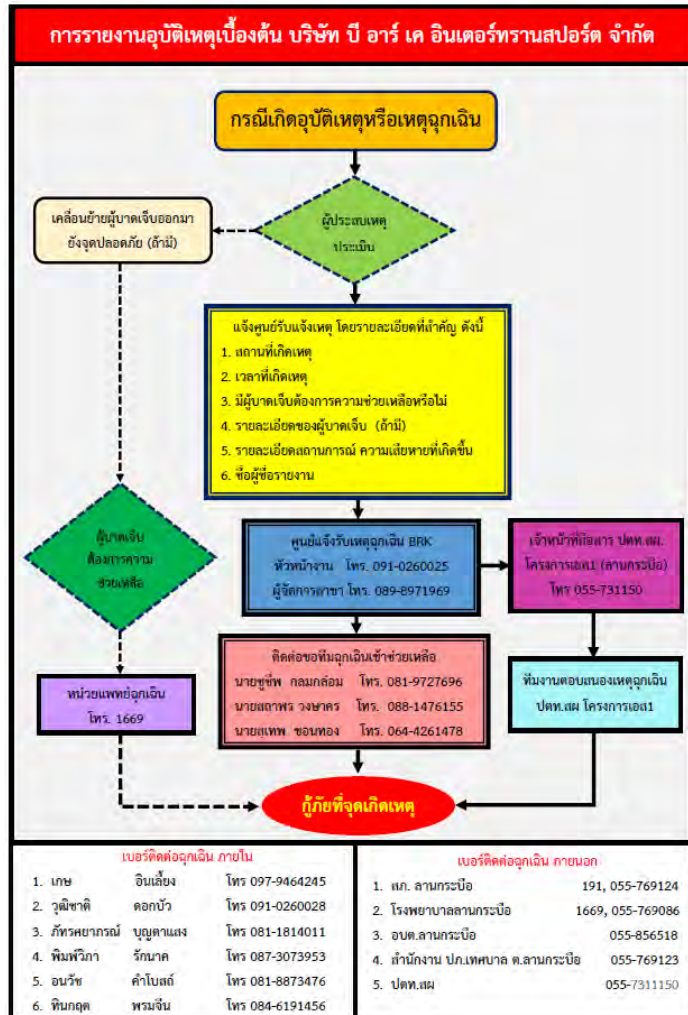 การรายงานอุบัติเหตุเบื้องต้น บริษัท บี อาร์ เค อินเตอร์ทรานสปอร์ต จำกัด
กรณีเกิดอุบัติเหตุหรือเหตุฉุกเฉิน
ผู้ประสบเหตุ
ประเมิน
เคลื่อนย้ายผู้บาดเจ็บออกมา
ยังจุดปลอดภัย (ถ้ามี)
แจ้งศูนย์รับแจ้งเหตุ โดยรายละเอียดที่สำคัญ ดังนี้
1. สถานที่เกิดเหตุ
2. เวลาที่เกิดเหตุ
3. มีผู้บาดเจ็บต้องการความช่วยเหลือหรือไม่
4. รายละเอียดของผู้บาดเจ็บ (ถ้ามี)
5. รายละเอียดสถานการณ์ ความเสียหายที่เกิดขึ้น
6. ชื่อผู้ชื่อรายงาน
ผู้บาดเจ็บ
ต้องการความ
ช่วยเหลือ
ศูนย์แจ้งรับเหตุฉุกเฉิน BRK
หัวหน้างาน โทร. 091-0260025
ผู้จัดการสาขา โทร. 089-8971969
เจ้าหน้าที่สื่อสาร ปตท.สผ.
โครงการเอส1 (ลานกระบือ)
โทร 055-731150
หน่วยแพทย์ฉุกเฉิน
โทร. 1669
ติดต่อขอทีมฉุกเฉินเข้าช่วยเหลือ
นายชูชีพ กลมกล่อม โทร. 081-9727696
นายสถาพร วงษาคร โทร. 088-1476155
นายสุเทพ ขอนทอง โทร. 064-4261478
ทีมงานตอบสนองเหตุฉุกเฉิน
ปตท.สผ โครงการเอส1
กู้ภัยที่จุดเกิดเหตุ
เบอร์ติดต่อฉุกเฉิน ภายใน
1. เกษ อินเลี้ยง โทร 097-9464245
2. วุฒิชาติ ดอกบัว โทร 091-0260028
3. ภัทรศยาภรณ์ บุญตาแสง โทร 081-1814011
4. พิมพ์วิภา รักนาค โทร 087-3073953
5. อนวัช คำโบสถ์ โทร 081-8873476
6. ทินกฤต พรมจีน โทร 084-6191456
เบอร์ติดต่อฉุกเฉิน ภายนอก
1. สภ. ลานกระบือ 191, 055-769124
2. โรงพยาบาลลานกระบือ 1669, 055-769086
3. อบต.ลานกระบือ 055-856518
4. สำนักงาน ปภ.เทศบาล ต.ลานกระบือ 055-769123
5. ปตท.สผ 055-7311150